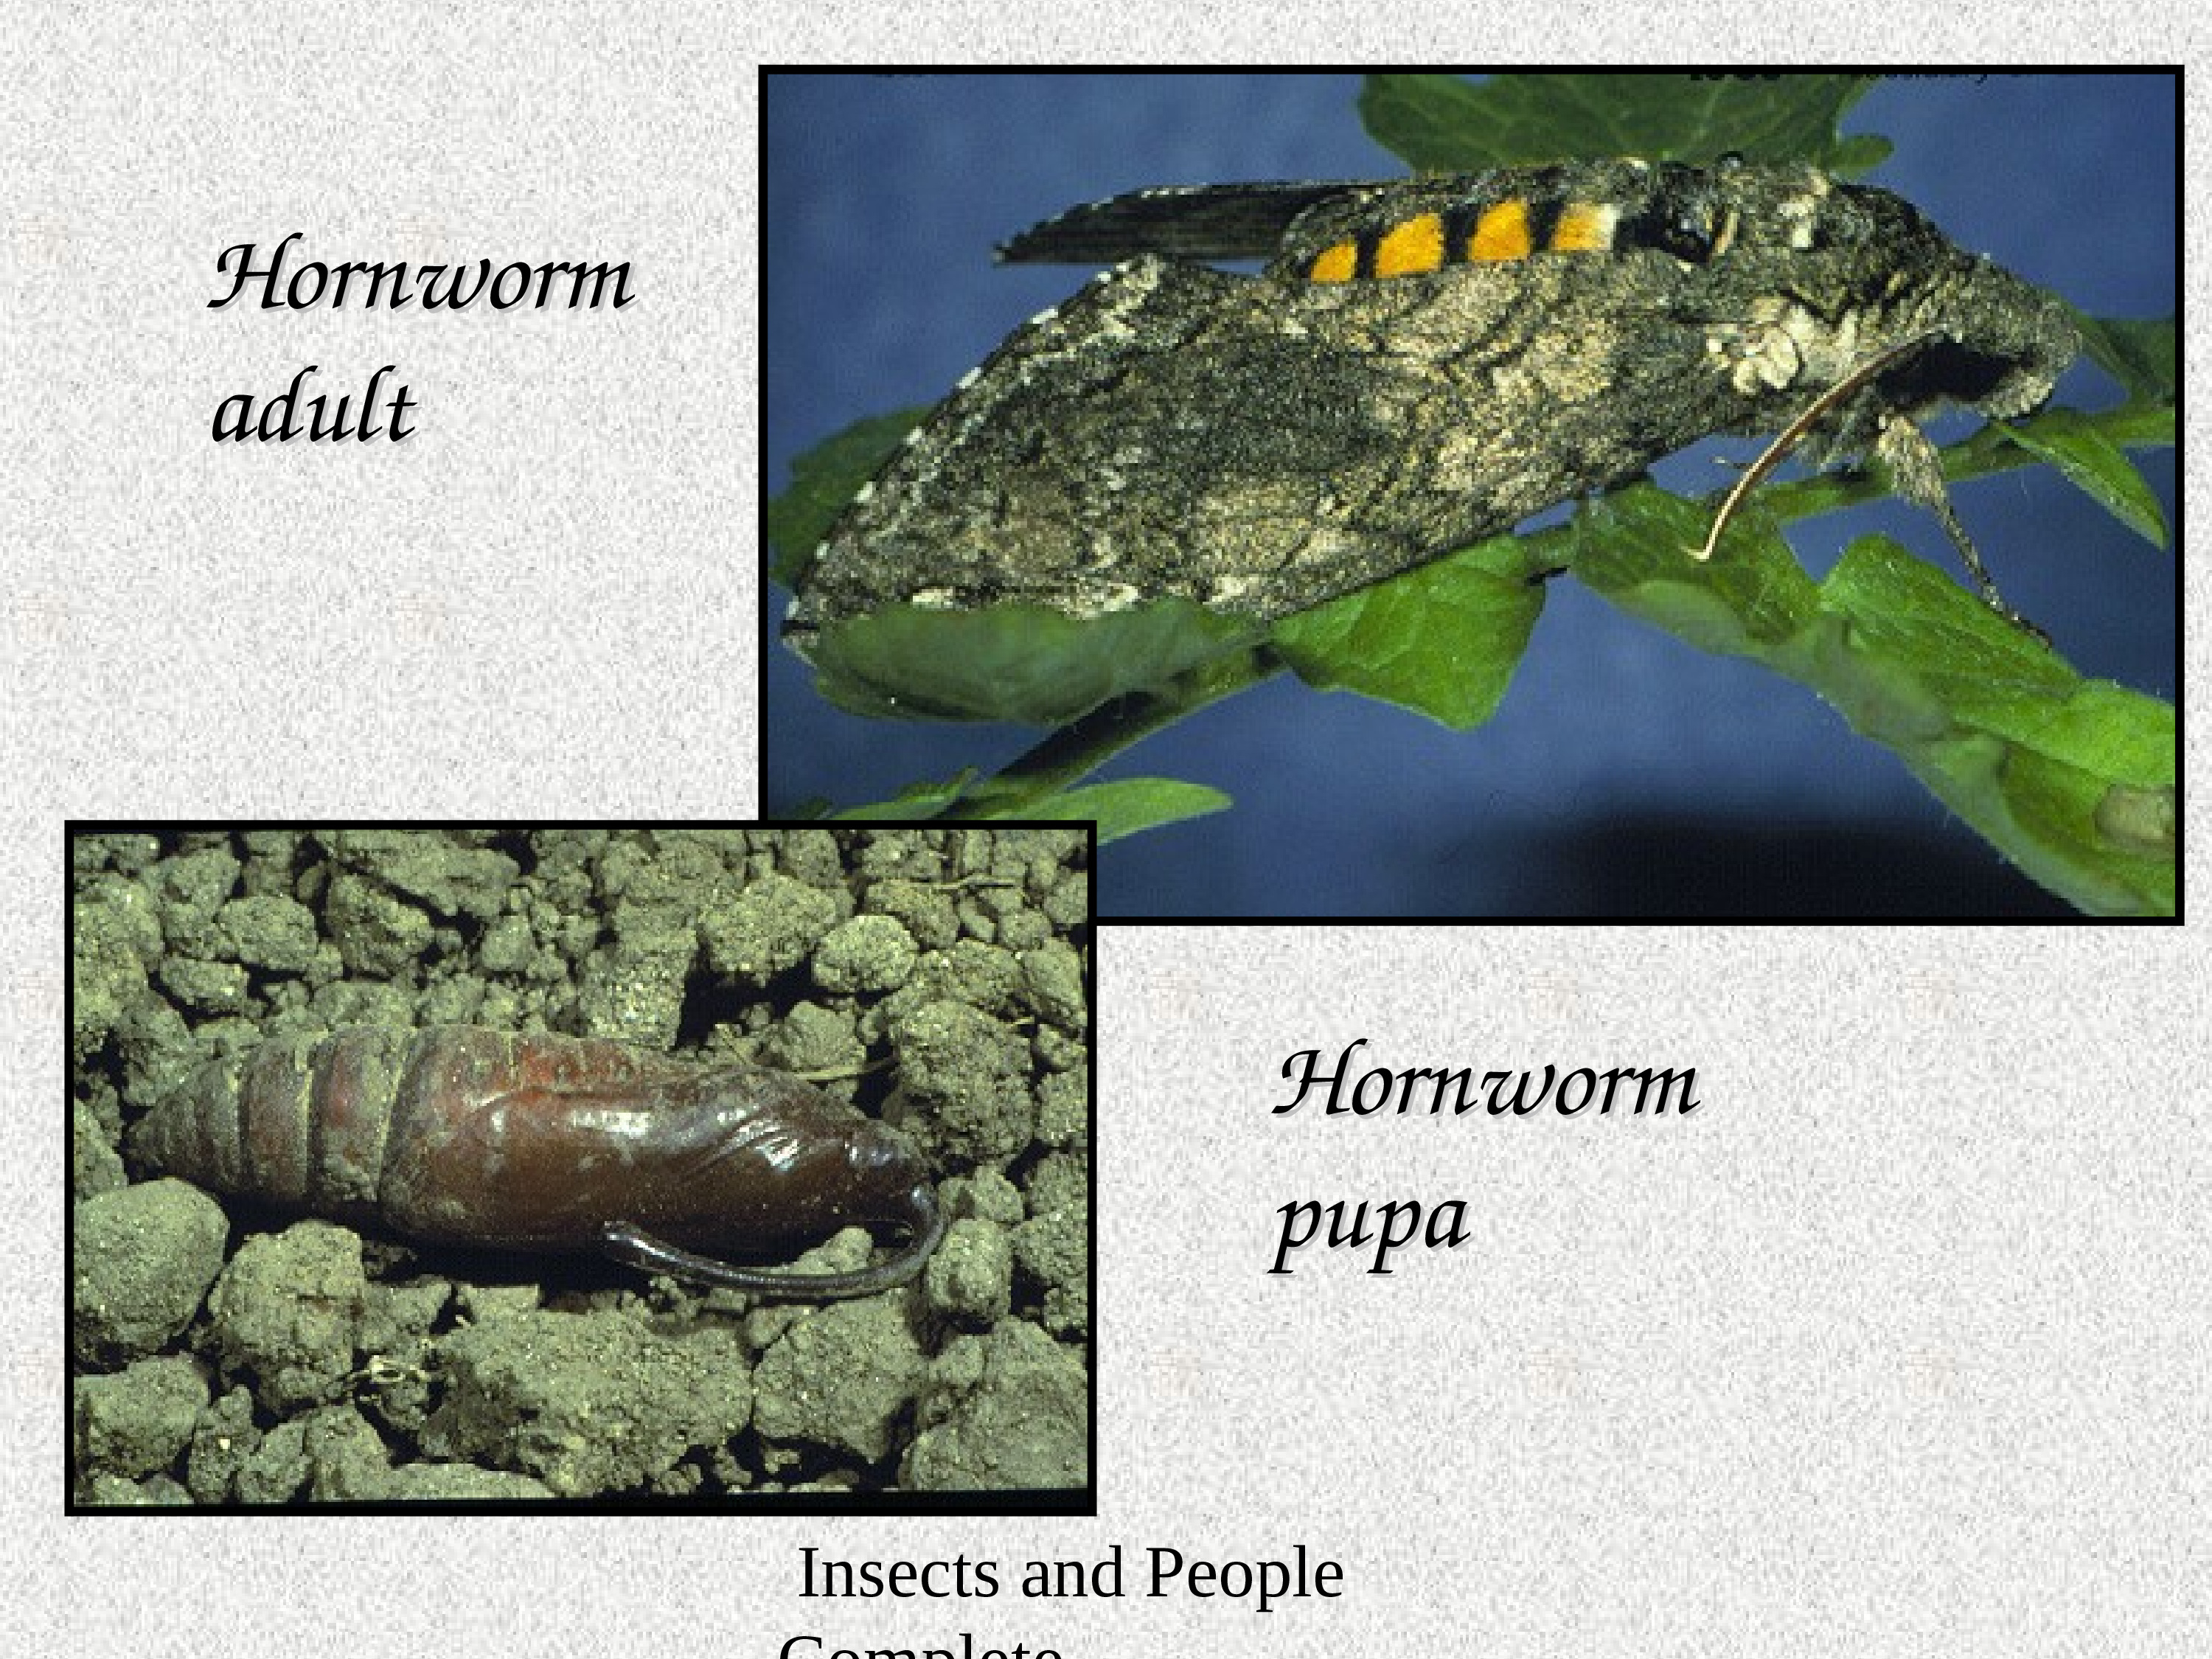 Hornworm
adult
Hornworm
pupa
Insects and People
Complete